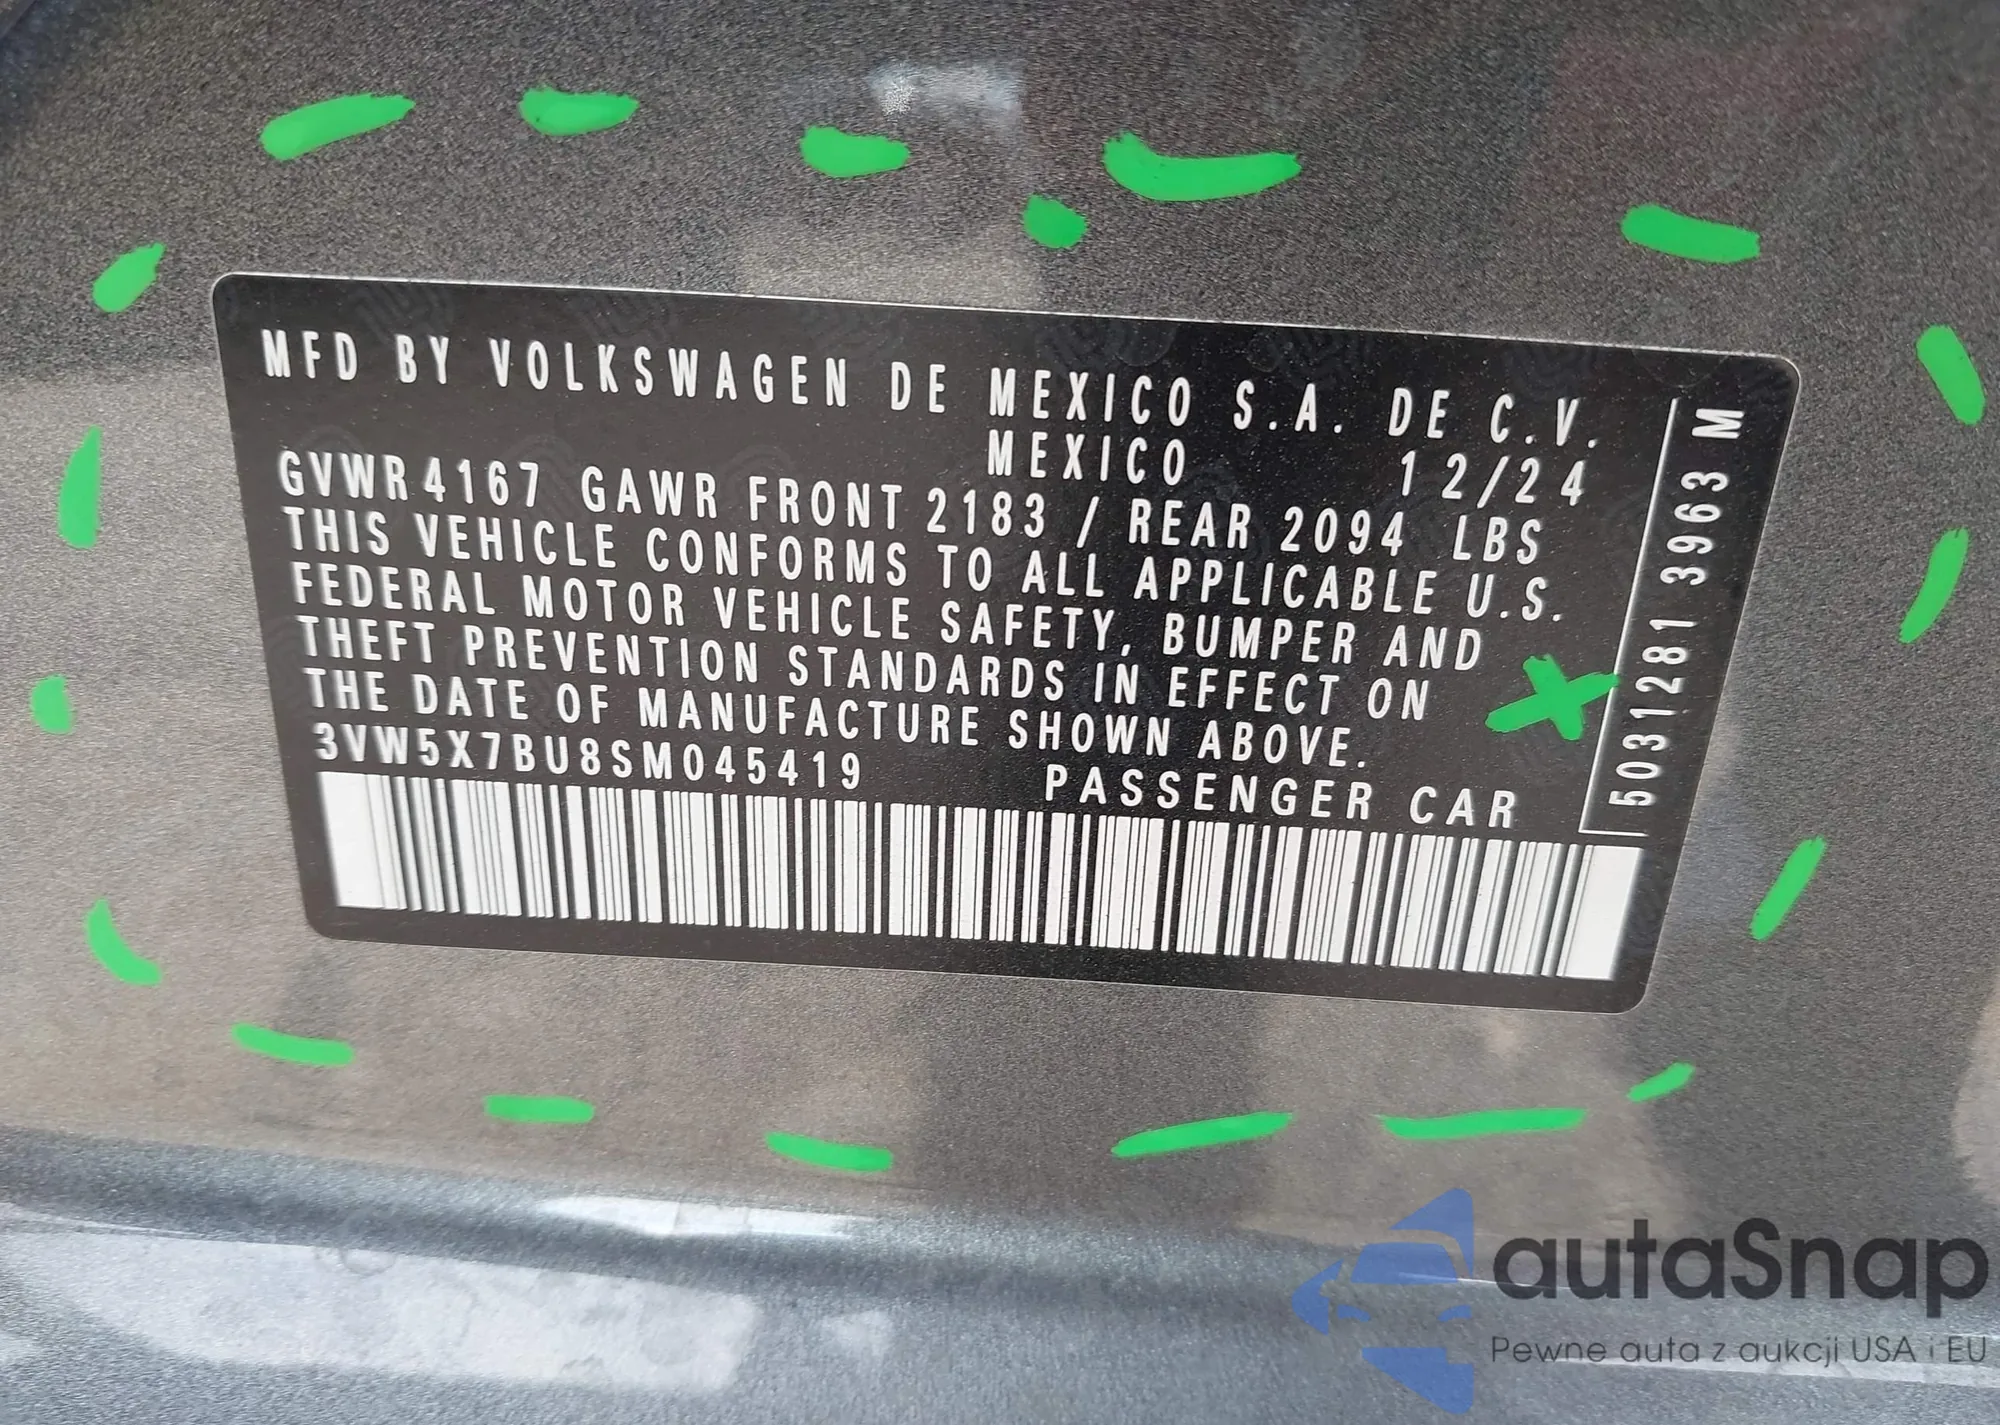 MFD BY VOLKSWAGEN DE MEXICO S.A. DE C.V.
MEXICO 12/24
GVWR 4167 GAWR FRONT 2183 / REAR 2094 LBS
THIS VEHICLE CONFORMS TO ALL APPLICABLE U.S.
FEDERAL MOTOR VEHICLE SAFETY, BUMPER AND
THEFT PREVENTION STANDARDS IN EFFECT ON
THE DATE OF MANUFACTURE SHOWN ABOVE.
3VW5X7BU8SM045419 PASSENGER CAR
5031281 3963 M
autaSnap
Pewne auta z aukcji USA i EU